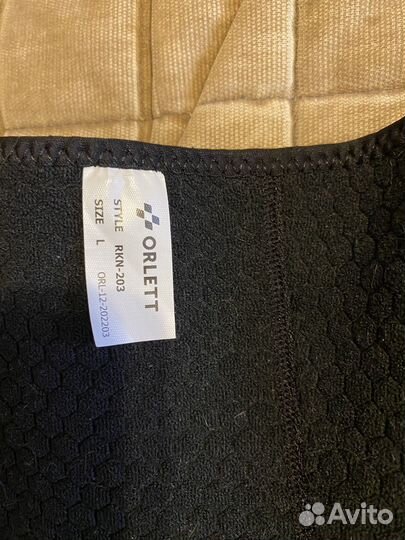 ORLETT
STYLE RKN-203
SIZE L
ORL-12-202203
Avito